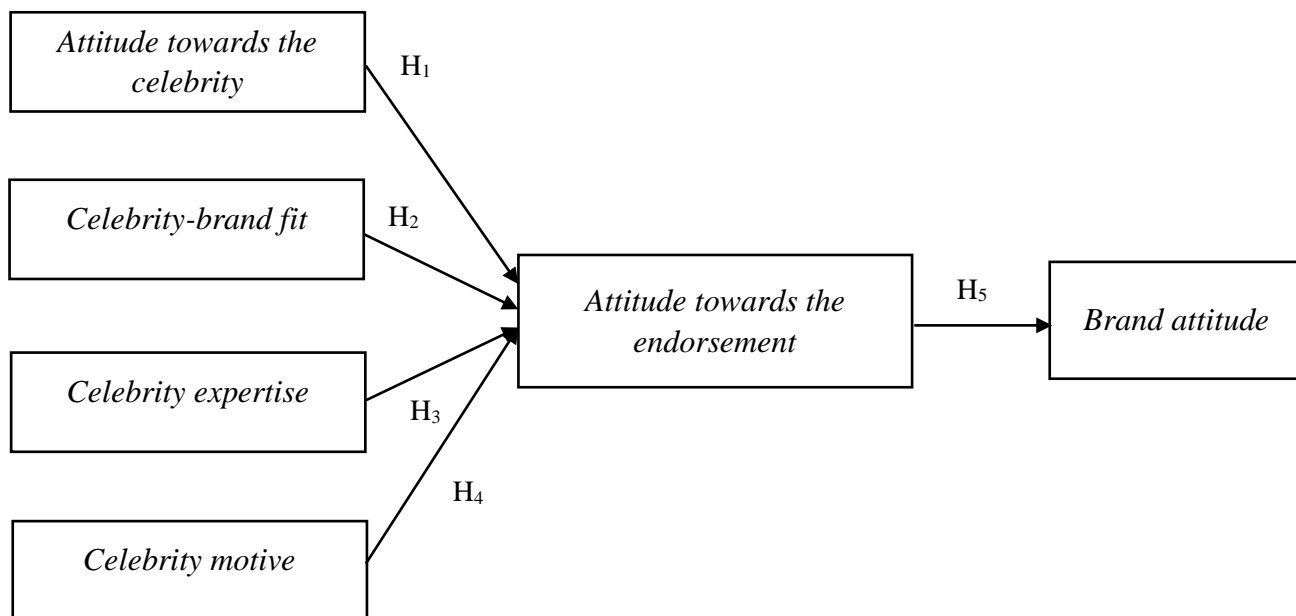 Attitude towards the
celebrity
H₁
Celebrity-brand fit
H₂
Attitude towards the
endorsement
H₅
Brand attitude
Celebrity expertise
H₃
H₄
Celebrity motive